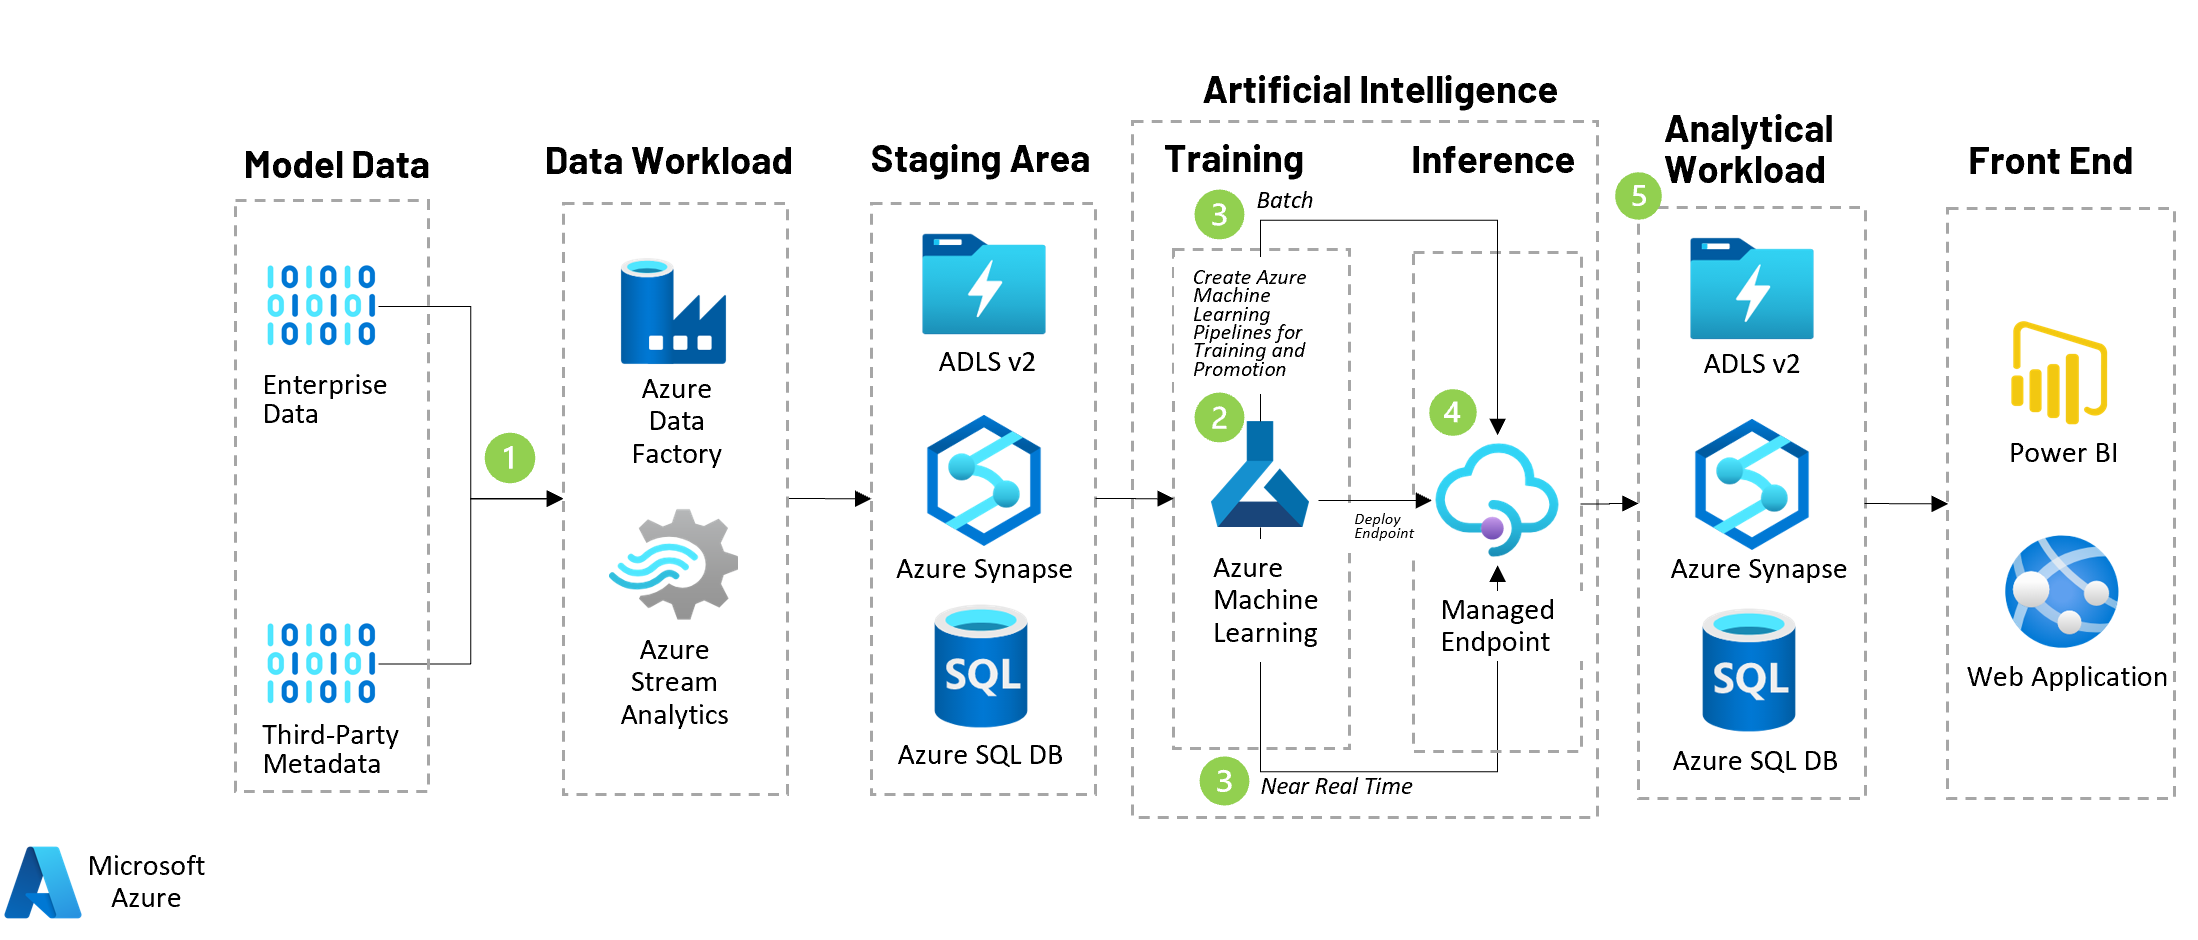 Artificial Intelligence
Model Data
Data Workload
Staging Area
Training
Inference
Analytical
Workload
Front End
Enterprise
Data
Third-Party
Metadata
1
Azure
Data
Factory
Azure
Stream
Analytics
ADLS v2
Azure Synapse
SQL
Azure SQL DB
3
Batch
Create Azure
Machine
Learning
Pipelines for
Training and
Promotion
2
Azure
Machine
Learning
Deploy
Endpoint
3
Near Real Time
4
Managed
Endpoint
5
ADLS v2
Azure Synapse
SQL
Azure SQL DB
Power BI
Web Application
Microsoft
Azure